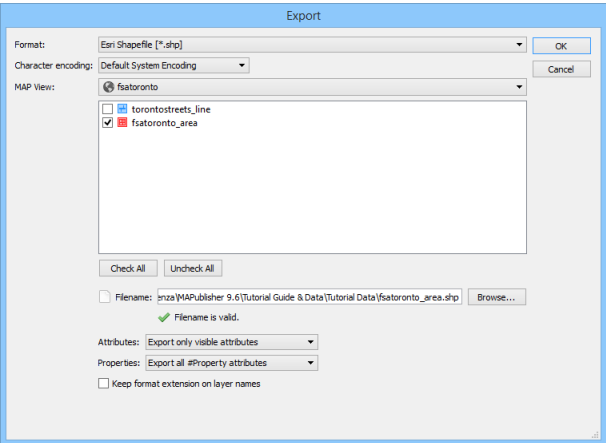 Export
Format: Esri Shapefile [*.shp] OK
Character encoding: Default System Encoding Cancel
MAP View: fsatoronto
torontostreets_line
fsatoronto_area
Check All Uncheck All
Filename: enza\MAPublisher 9.6\Tutorial Guide & Data\Tutorial Data\fsatoronto_area.shp Browse...
Filename is valid.
Attributes: Export only visible attributes
Properties: Export all #Property attributes
Keep format extension on layer names